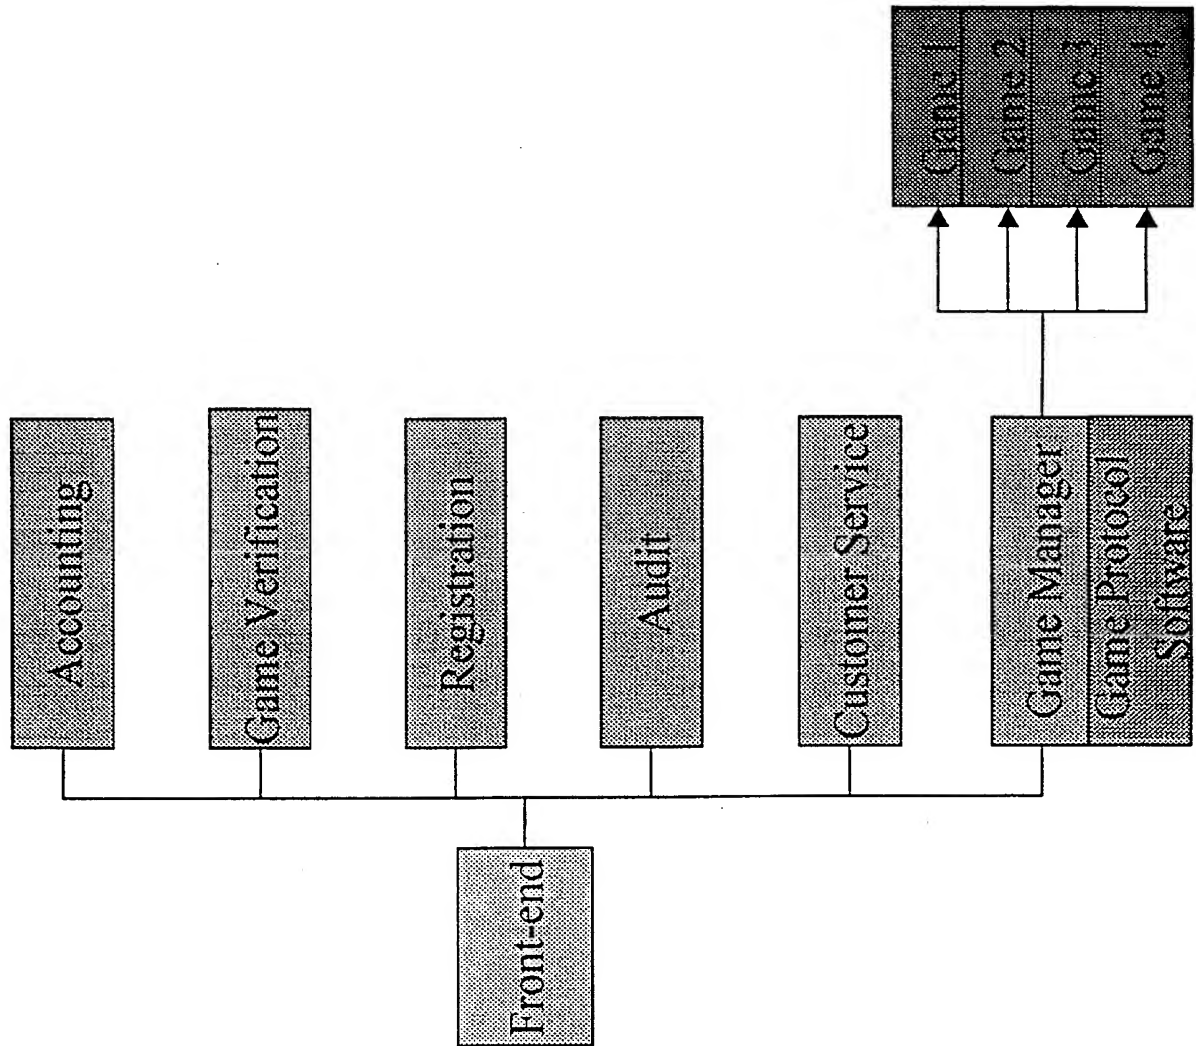 Front-end
Accounting
Game Verification
Registration
Audit
Customer Service
Game Manager
Game Protocol
Software
Game 1
Game 2
Game 3
Game 4